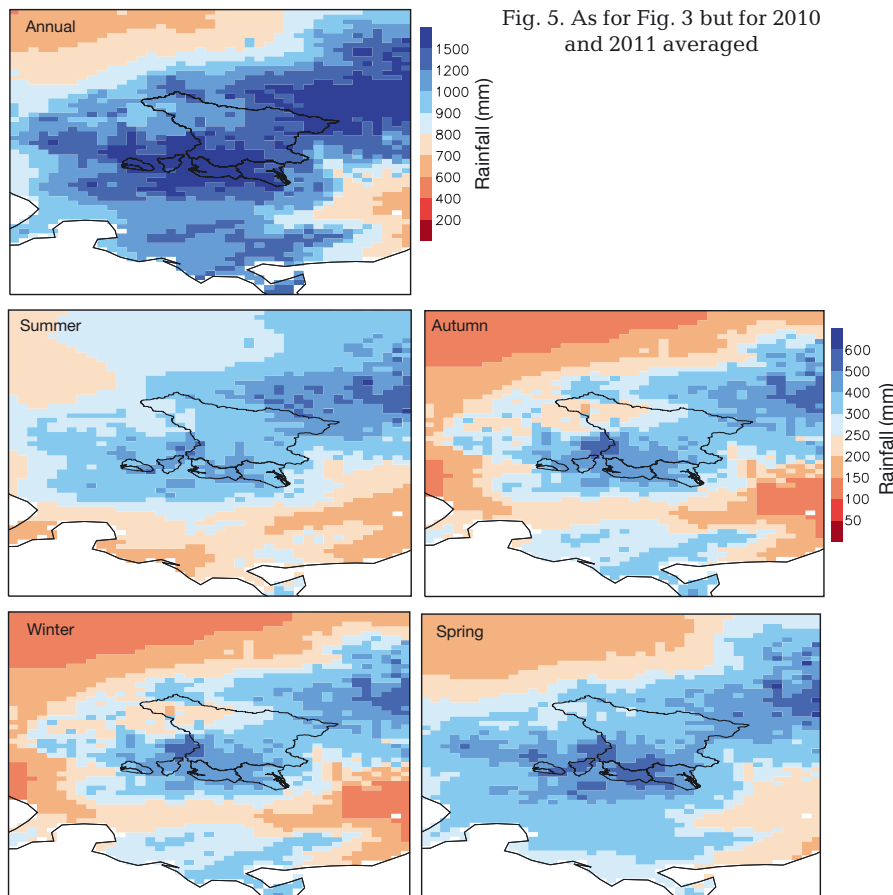 Annual
Fig. 5. As for Fig. 3 but for 2010
and 2011 averaged
1500
1200
900
800
700
600
400
200
Rainfall (mm)
Summer
Autumn
600
500
400
300
250
200
150
100
50
Rainfall (mm)
Winter
Spring